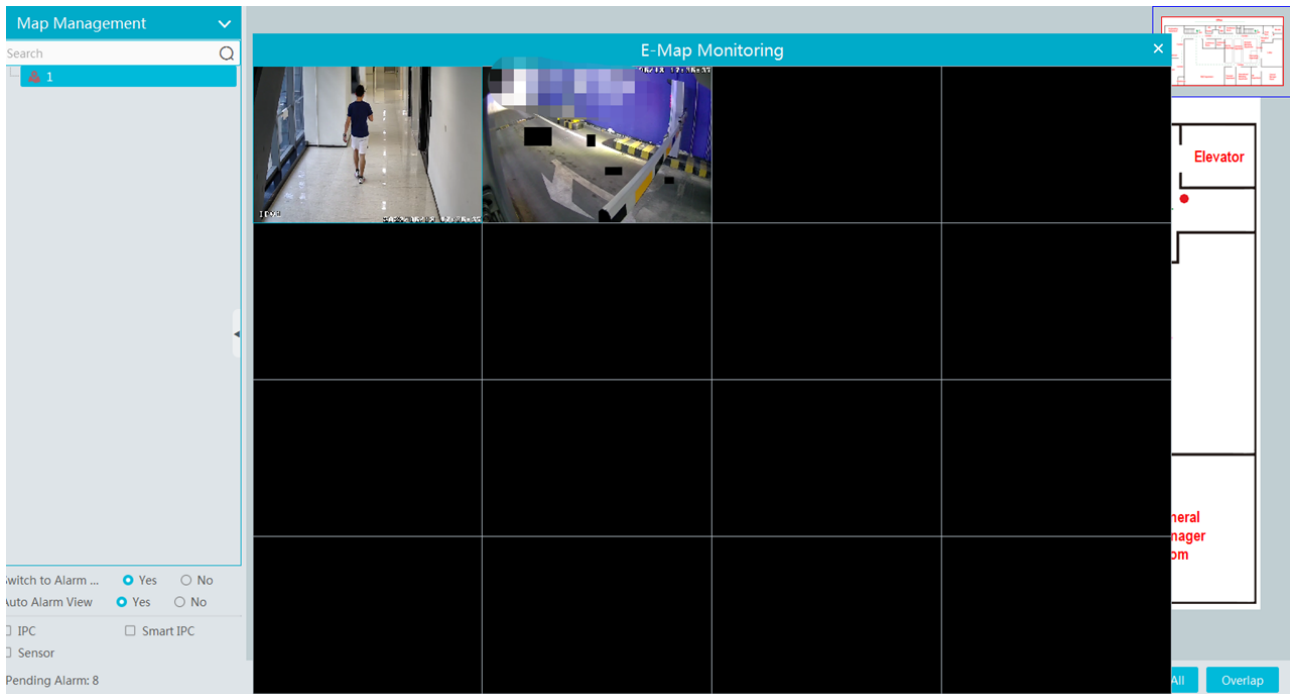 Map Management
Search
1
E-Map Monitoring
Elevator
neral
nager
om
Switch to Alarm ...
Yes
No
Auto Alarm View
Yes
No
IPC
Smart IPC
Sensor
Pending Alarm: 8
All
Overlap